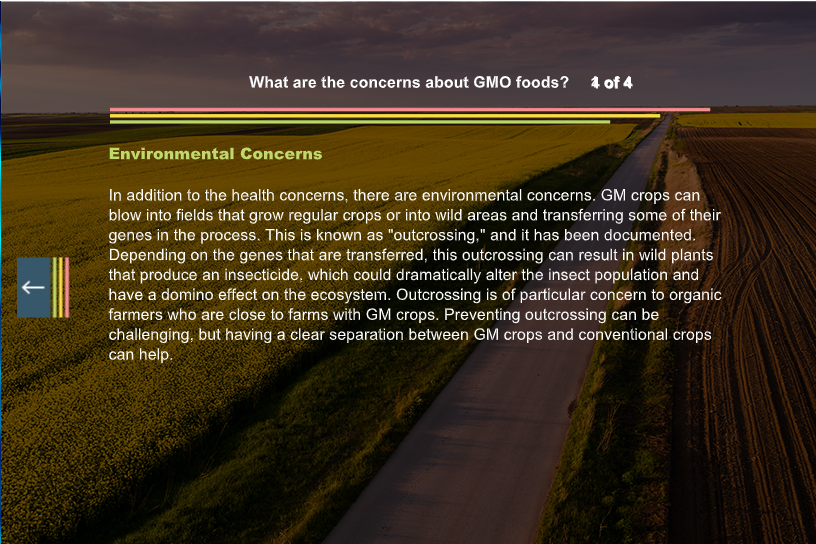 What are the concerns about GMO foods? 4 of 4
Environmental Concerns
In addition to the health concerns, there are environmental concerns. GM crops can
blow into fields that grow regular crops or into wild areas and transferring some of their
genes in the process. This is known as "outcrossing," and it has been documented.
Depending on the genes that are transferred, this outcrossing can result in wild plants
that produce an insecticide, which could dramatically alter the insect population and
have a domino effect on the ecosystem. Outcrossing is of particular concern to organic
farmers who are close to farms with GM crops. Preventing outcrossing can be
challenging, but having a clear separation between GM crops and conventional crops
can help.